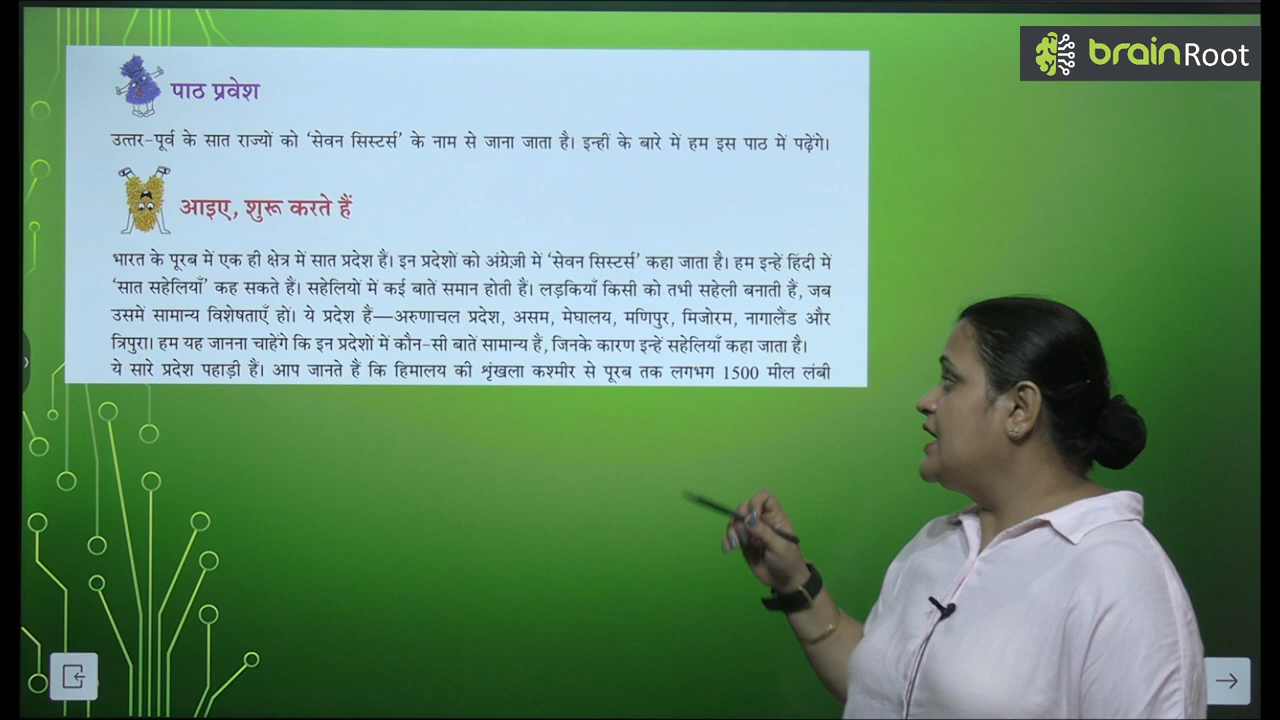 brainRoot
पाठ प्रवेश
उत्तर-पूर्व के सात राज्यों को ‘सेवन सिस्टर्स’ के नाम से जाना जाता है। इन्हीं के बारे में हम इस पाठ में पढ़ेंगे।
आइए, शुरू करते हैं
भारत के पूरब में एक ही क्षेत्र में सात प्रदेश हैं। इन प्रदेशों को अंग्रेज़ी में ‘सेवन सिस्टर्स’ कहा जाता है। हम इन्हें हिंदी में
‘सात सहेलियाँ’ कह सकते हैं। सहेलियों में कई बातें समान होती हैं। लड़कियाँ किसी को तभी सहेली बनाती हैं, जब
उसमें सामान्य विशेषताएँ हों। ये प्रदेश हैं—अरुणाचल प्रदेश, असम, मेघालय, मणिपुर, मिजोरम, नागालैंड और
त्रिपुरा। हम यह जानना चाहेंगे कि इन प्रदेशों में कौन-सी बातें सामान्य हैं, जिनके कारण इन्हें सहेलियाँ कहा जाता है।
ये सारे प्रदेश पहाड़ी हैं। आप जानते हैं कि हिमालय की शृंखला कश्मीर से पूरब तक लगभग 1500 मील लंबी